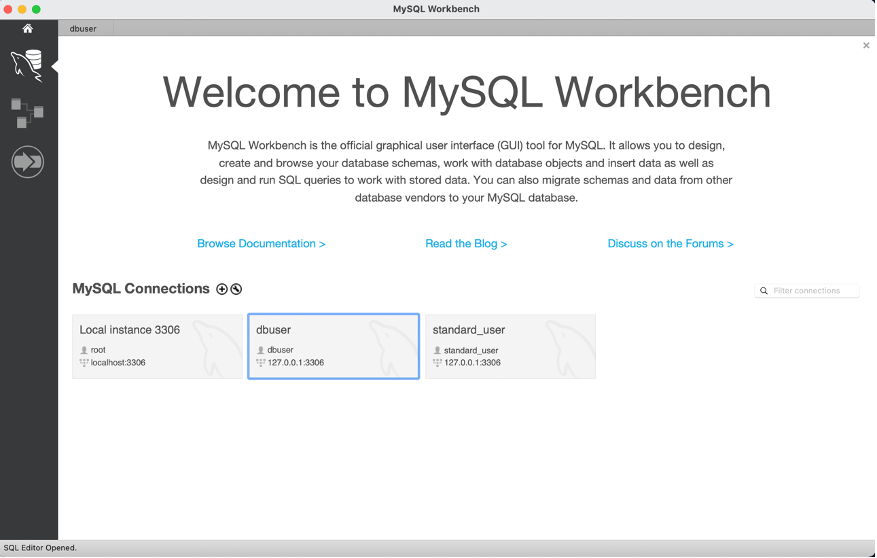 MySQL Workbench
dbuser
Welcome to MySQL Workbench
MySQL Workbench is the official graphical user interface (GUI) tool for MySQL. It allows you to design,
create and browse your database schemas, work with database objects and insert data as well as
design and run SQL queries to work with stored data. You can also migrate schemas and data from other
database vendors to your MySQL database.
Browse Documentation >
Read the Blog >
Discuss on the Forums >
MySQL Connections
Filter connections
Local instance 3306
root
localhost:3306
dbuser
dbuser
127.0.0.1:3306
standard_user
standard_user
127.0.0.1:3306
SQL Editor Opened.